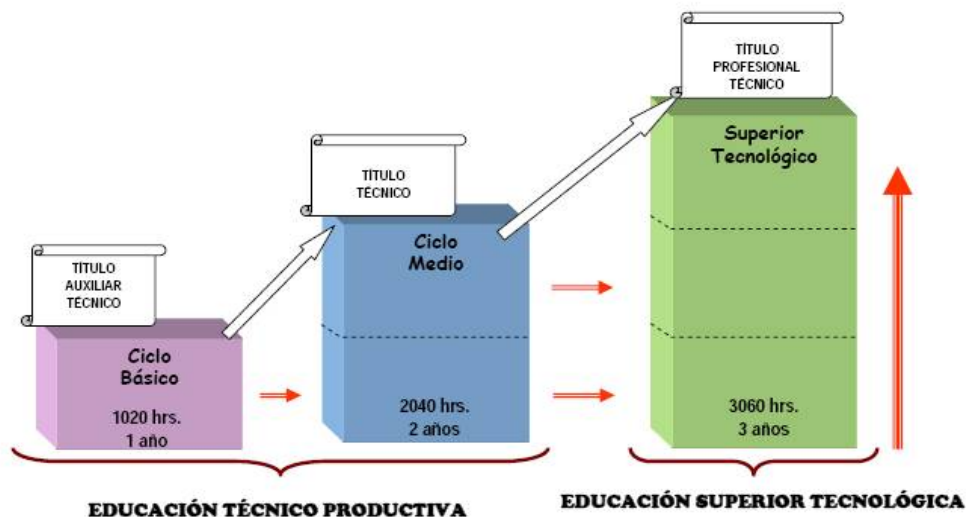 TÍTULO
PROFESIONAL
TÉCNICO
Superior
Tecnológico
TÍTULO
TÉCNICO
Ciclo
Medio
TÍTULO
AUXILIAR
TÉCNICO
Ciclo
Básico
1020 hrs.
1 año
2040 hrs.
2 años
3060 hrs.
3 años
EDUCACIÓN TÉCNICO PRODUCTIVA
EDUCACIÓN SUPERIOR TECNOLÓGICA